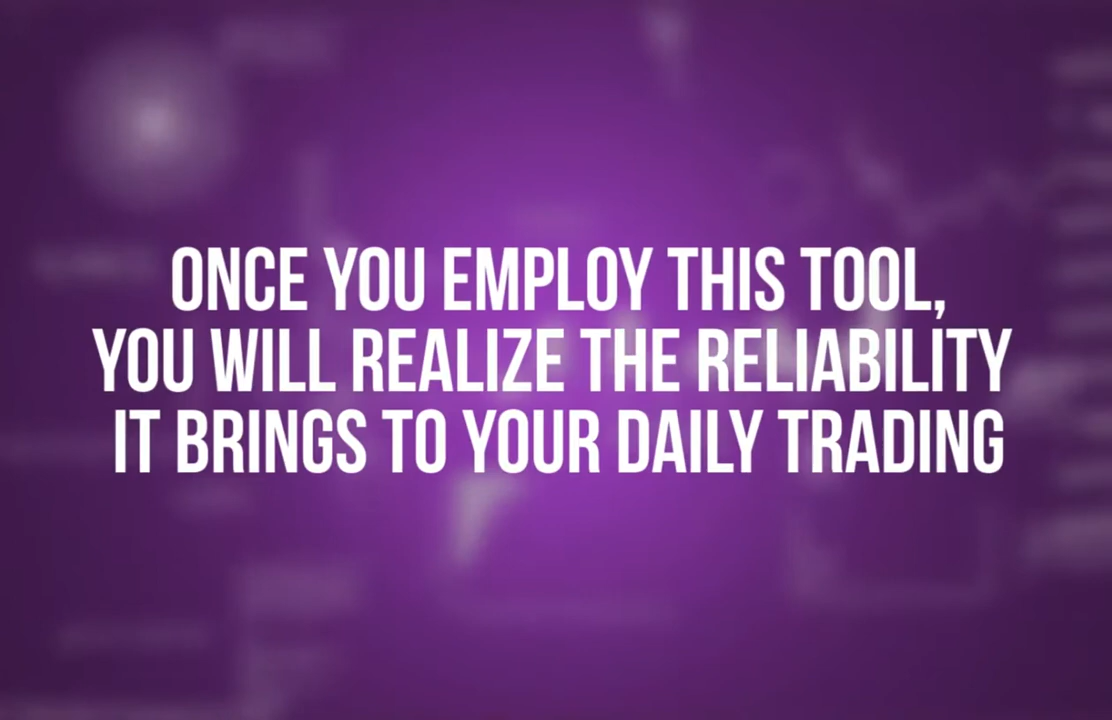 ONCE YOU EMPLOY THIS TOOL,
YOU WILL REALIZE THE RELIABILITY
IT BRINGS TO YOUR DAILY TRADING